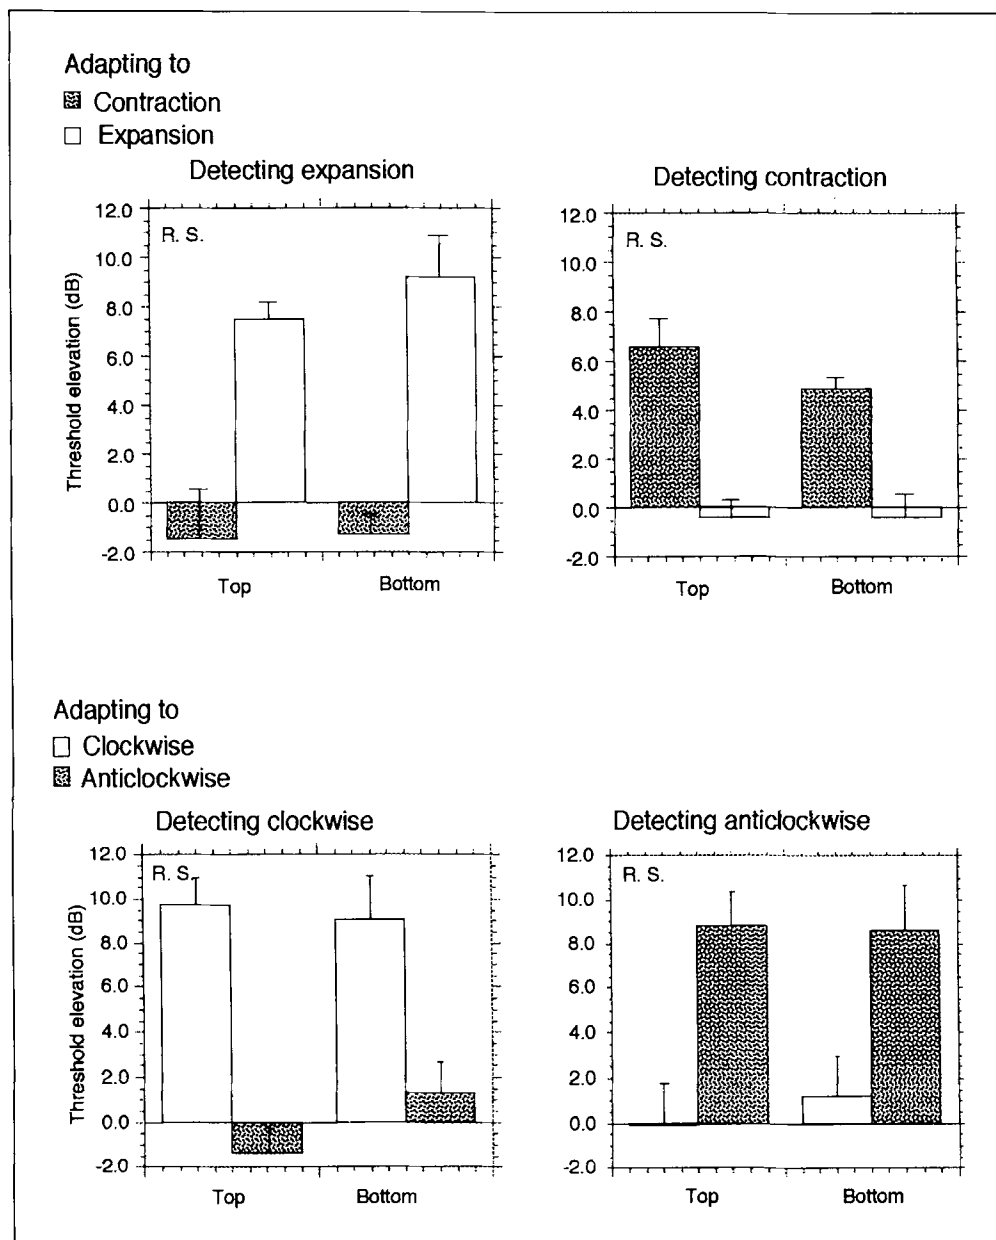 Adapting to
Contraction
Expansion
Detecting expansion
Detecting contraction
R. S.
R. S.
Threshold elevation (dB)
12.0
10.0
8.0
6.0
4.0
2.0
0.0
-2.0
12.0
10.0
8.0
6.0
4.0
2.0
0.0
-2.0
Top Bottom
Top Bottom
Adapting to
Clockwise
Anticlockwise
Detecting clockwise
Detecting anticlockwise
R. S.
R. S.
Threshold elevation (dB)
12.0
10.0
8.0
6.0
4.0
2.0
0.0
-2.0
12.0
10.0
8.0
6.0
4.0
2.0
0.0
-2.0
Top Bottom
Top Bottom